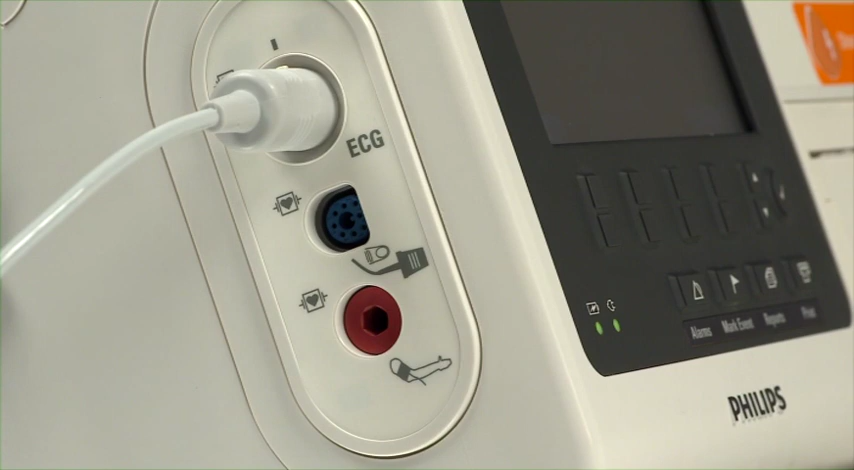 ECG
Alarms
Mark Event
Reports
Print
PHILIPS